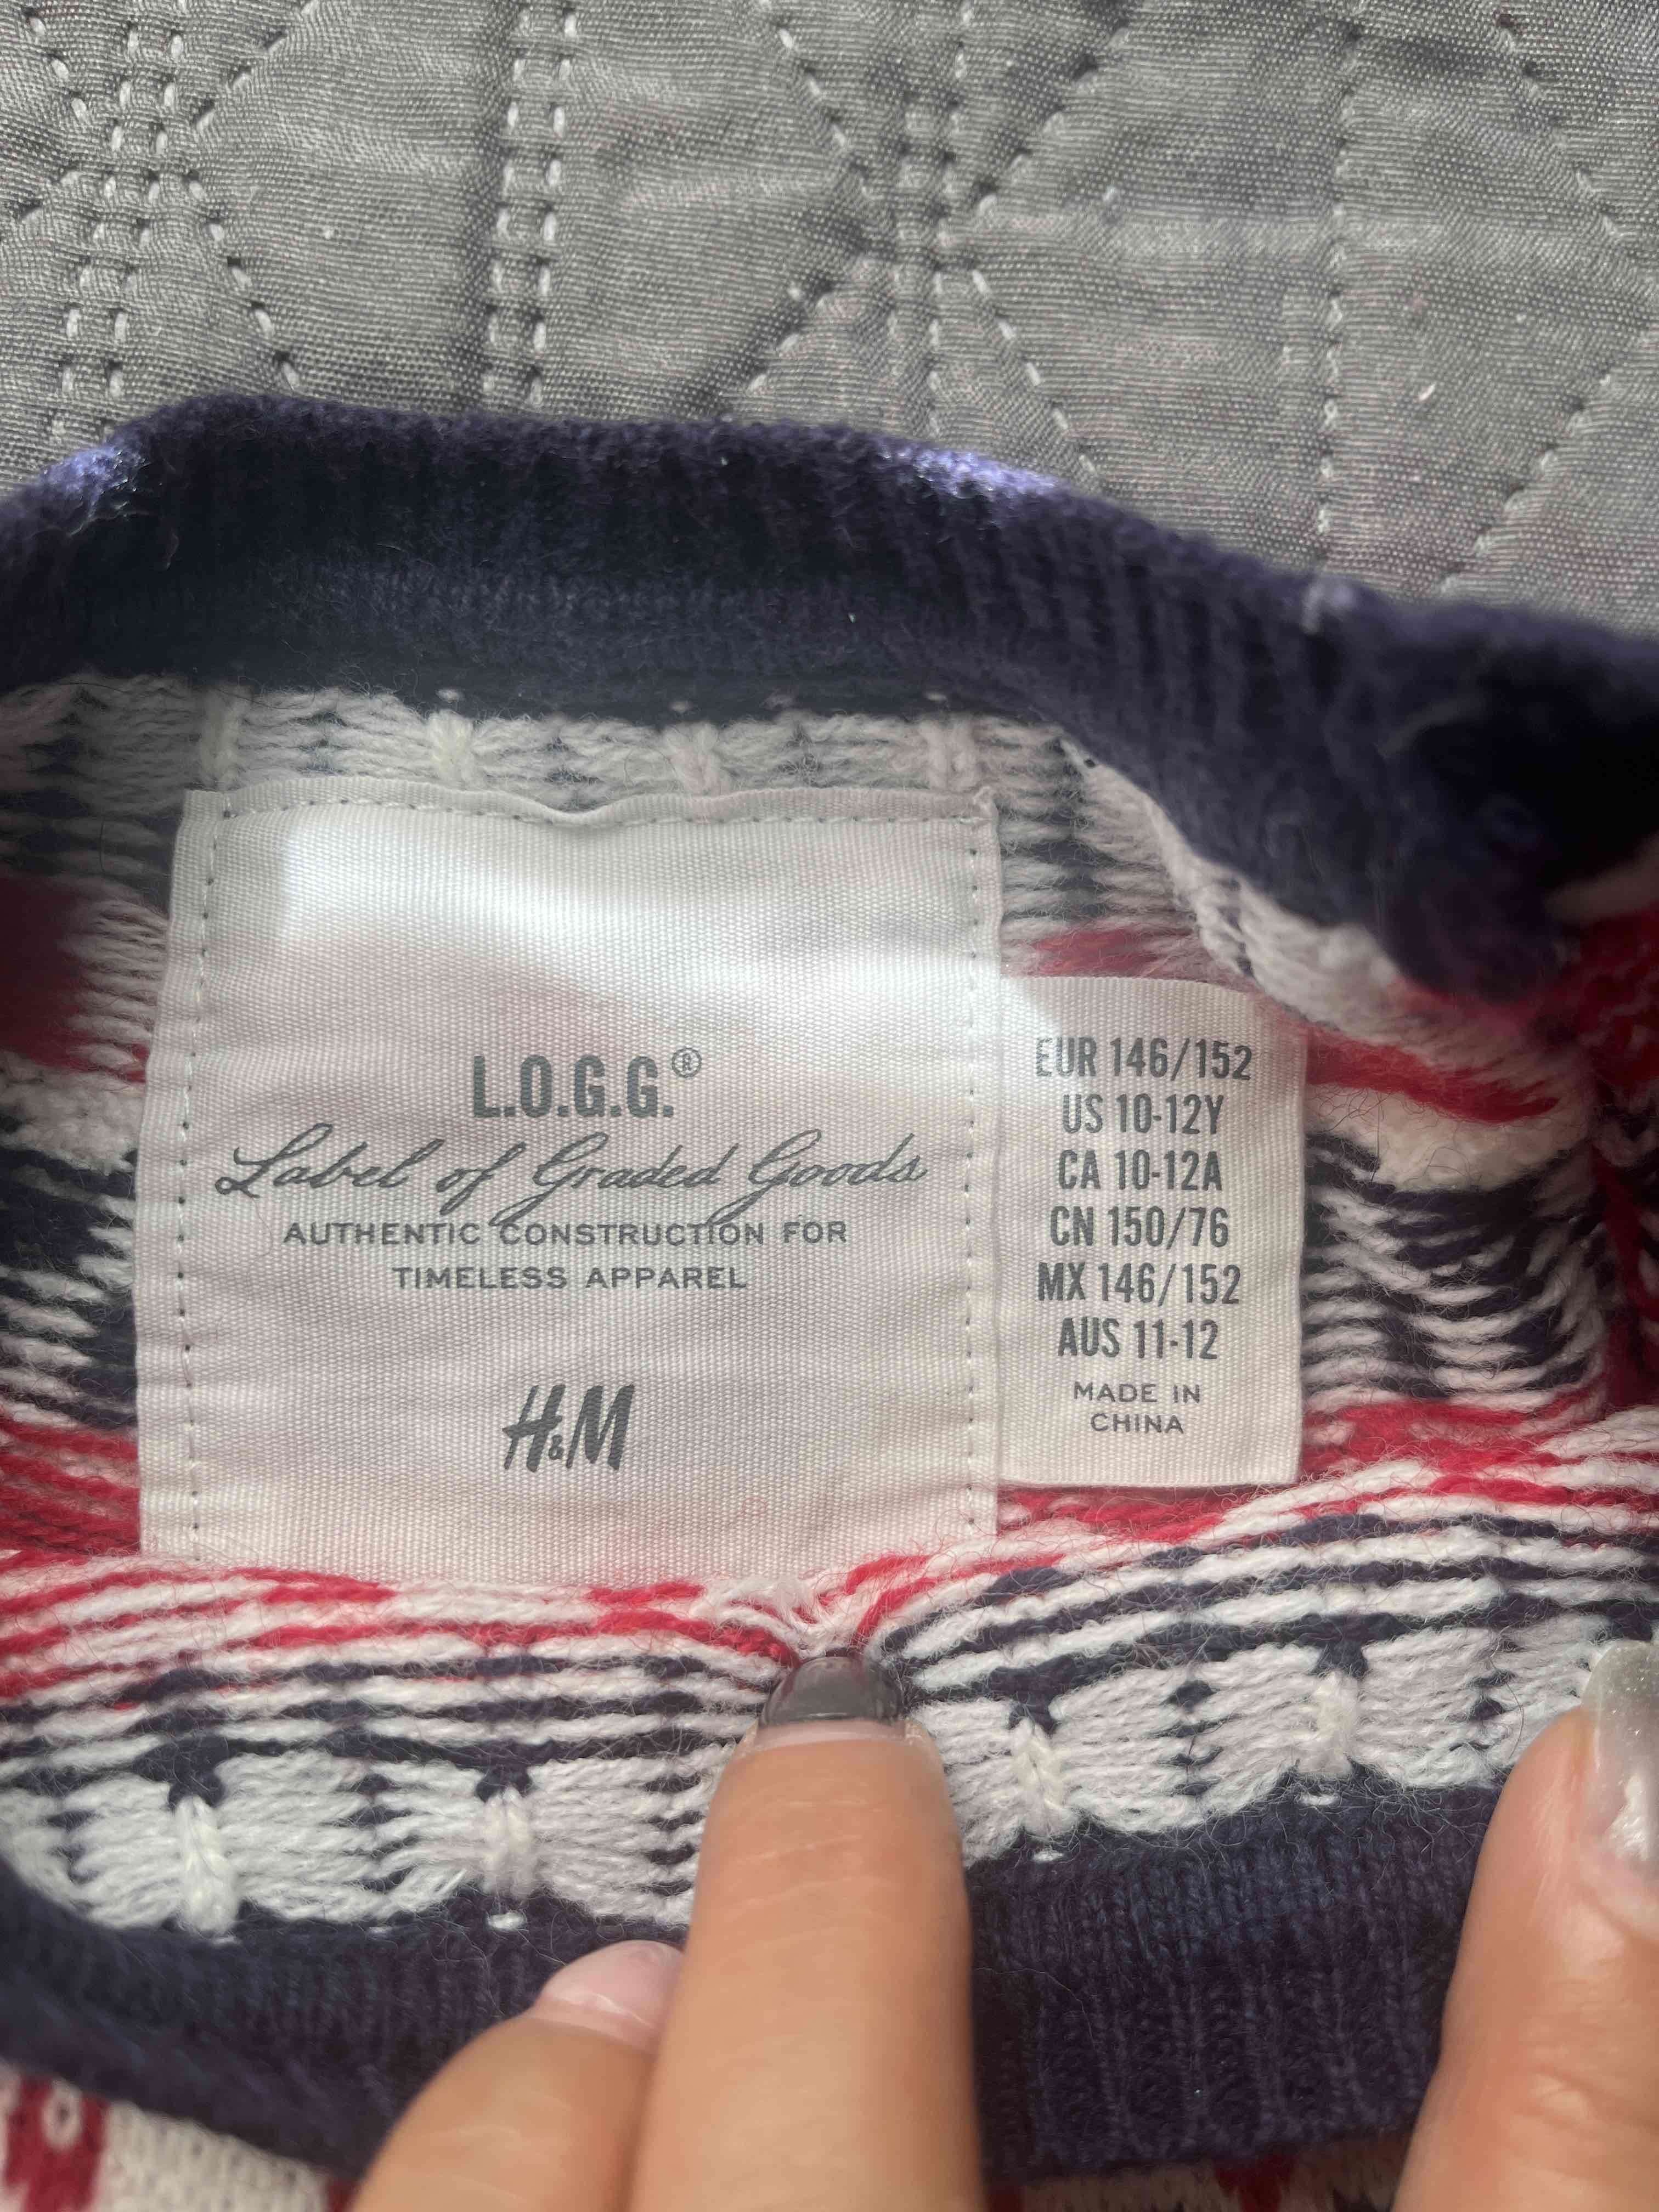 L.O.G.G.®
Label of Graded Goods
AUTHENTIC CONSTRUCTION FOR
TIMELESS APPAREL
H&M
EUR 146/152
US 10-12Y
CA 10-12A
CN 150/76
MX 146/152
AUS 11-12
MADE IN
CHINA